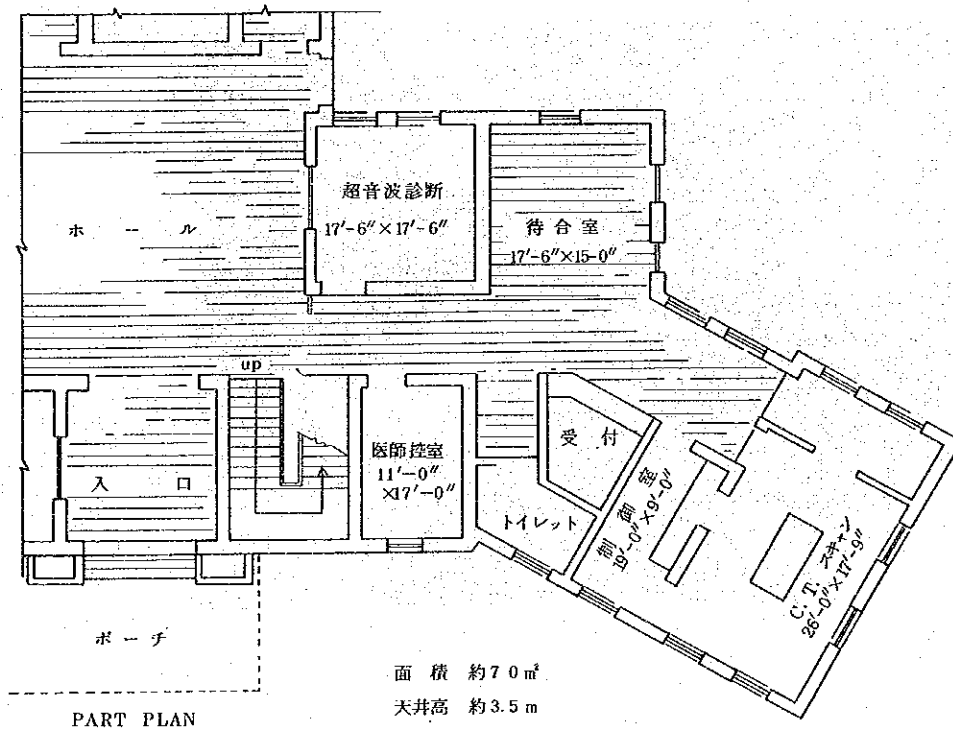 超音波診断
17'-6"×17'-6"
ホール
待合室
17'-6"×15-0"
up
医師控室
11'-0"
×17'-0"
受付
入口
トイレット
制御室
19'-0"×9'-0"
C.T.スキャン
26'-0"×17'-9"
ポーチ
面積 約70㎡
天井高 約3.5m
PART PLAN